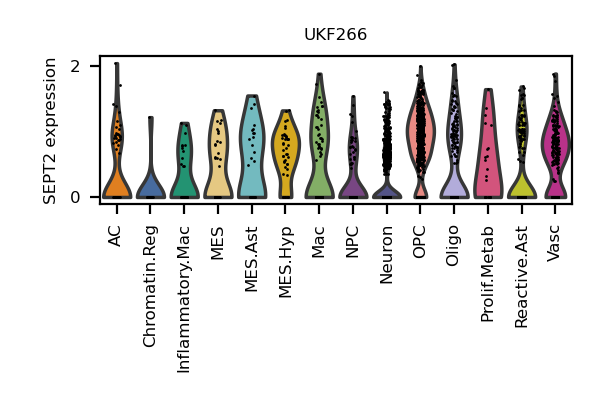 UKF266
SEPT2 expression
2
0
AC
Chromatin.Reg
Inflammatory.Mac
MES
MES.Ast
MES.Hyp
Mac
NPC
Neuron
OPC
Oligo
Prolif.Metab
Reactive.Ast
Vasc